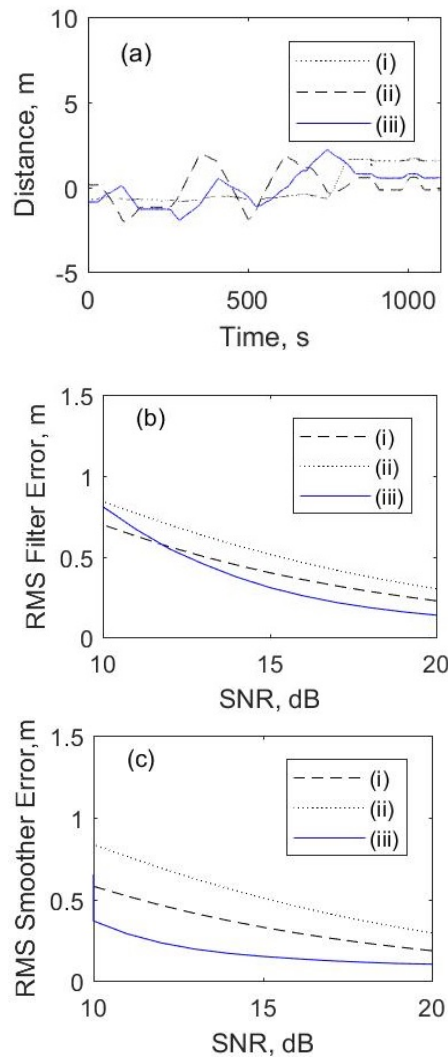 10
(a)
(i)
(ii)
(iii)
5
0
-5
Distance, m
0
500
1000
Time, s
1.5
(b)
(i)
(ii)
(iii)
1
0.5
0
RMS Filter Error, m
10
15
20
SNR, dB
1.5
(c)
(i)
(ii)
(iii)
1
0.5
0
RMS Smoother Error,m
10
15
20
SNR, dB